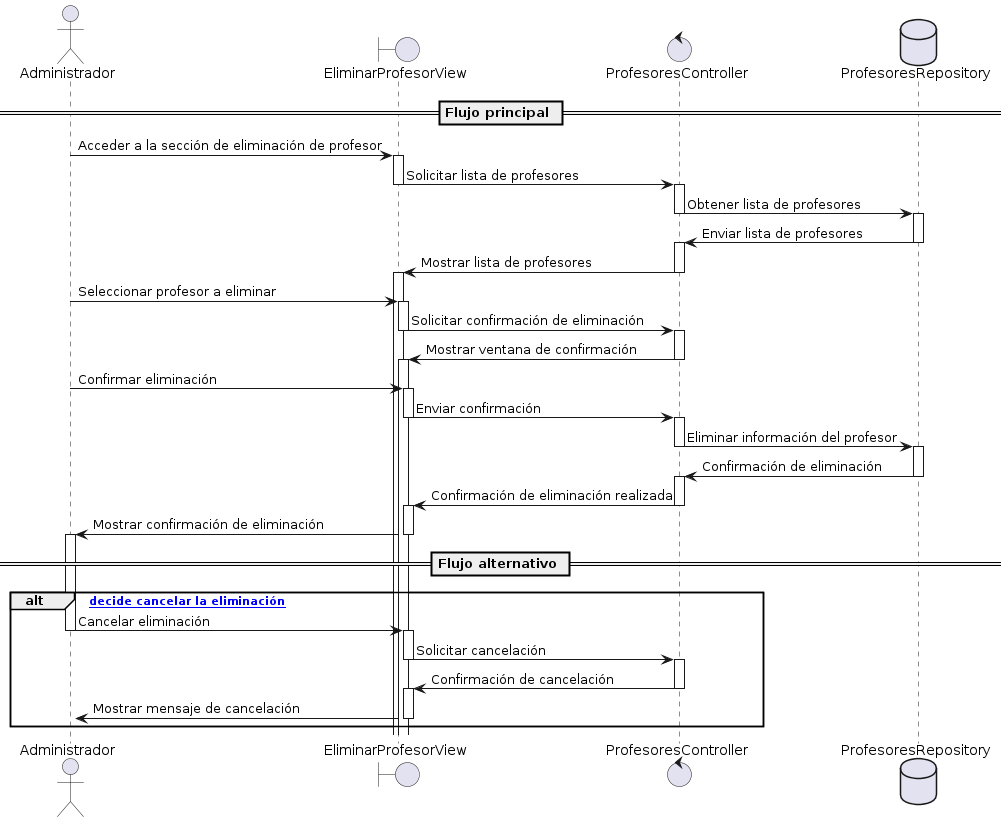 Administrador
EliminarProfesorView
ProfesoresController
ProfesoresRepository
Flujo principal
Acceder a la sección de eliminación de profesor
Solicitar lista de profesores
Obtener lista de profesores
Enviar lista de profesores
Mostrar lista de profesores
Seleccionar profesor a eliminar
Solicitar confirmación de eliminación
Mostrar ventana de confirmación
Confirmar eliminación
Enviar confirmación
Eliminar información del profesor
Confirmación de eliminación
Confirmación de eliminación realizada
Mostrar confirmación de eliminación
Flujo alternativo
alt
decide cancelar la eliminación
Cancelar eliminación
Solicitar cancelación
Confirmación de cancelación
Mostrar mensaje de cancelación
Administrador
EliminarProfesorView
ProfesoresController
ProfesoresRepository